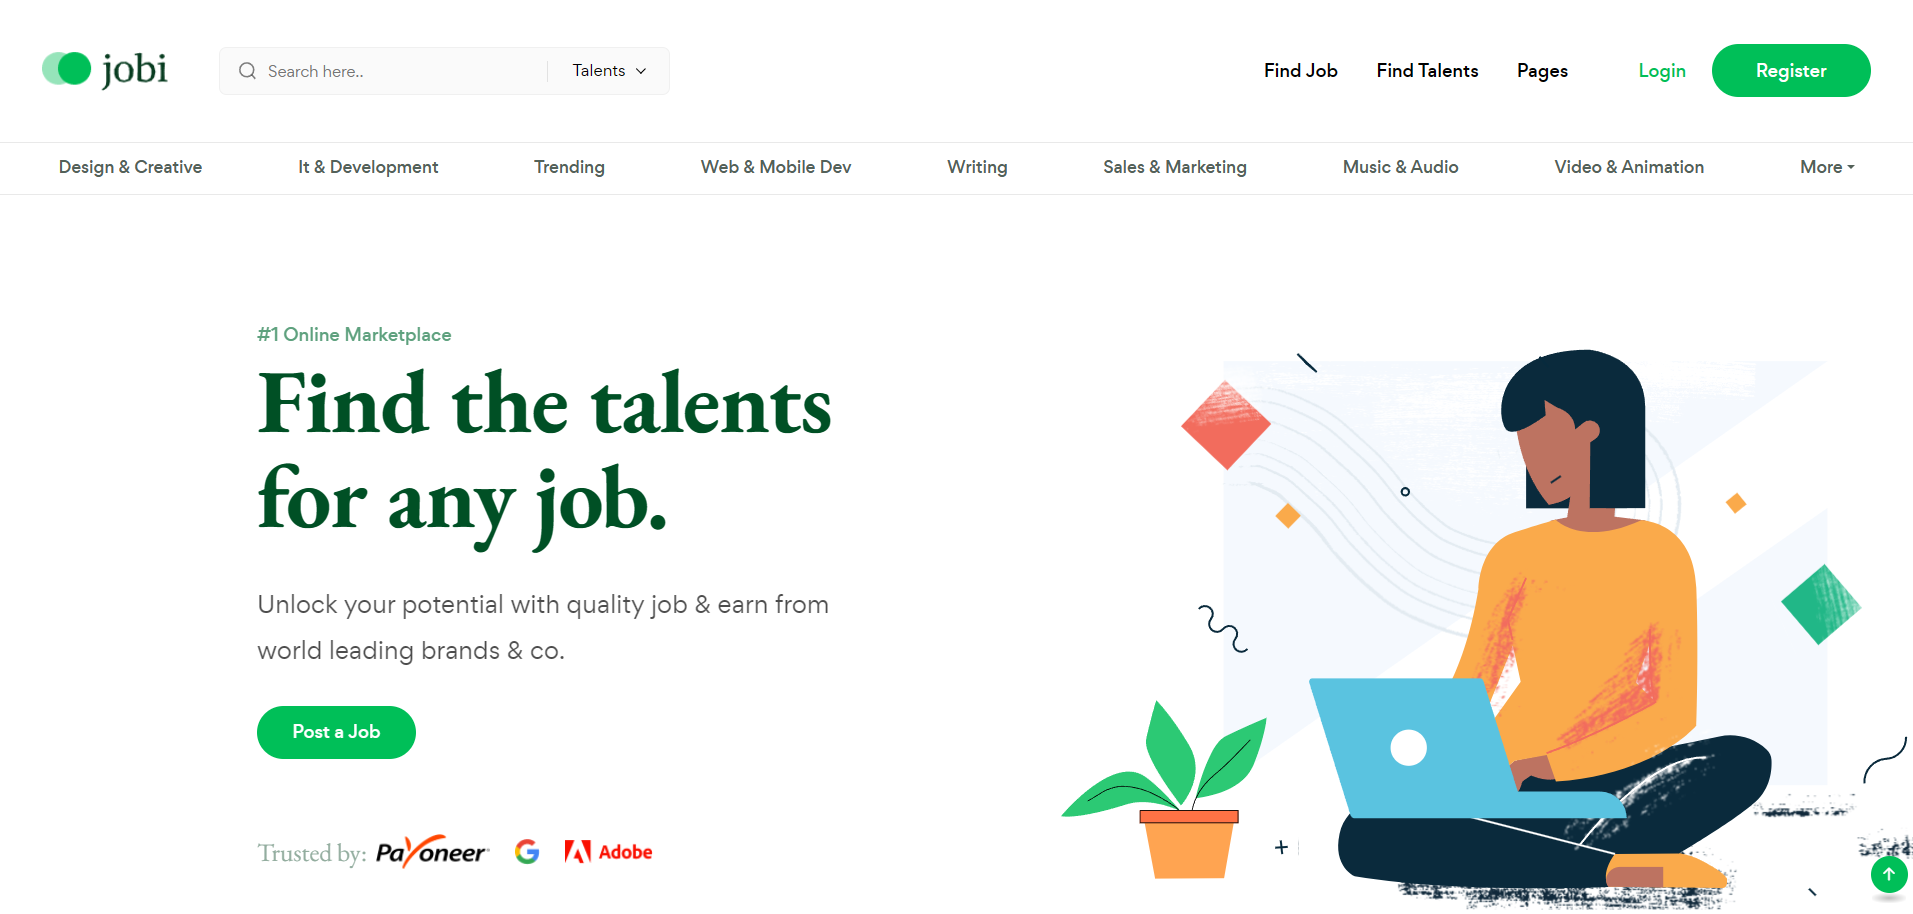 jobi
Search here..
Talents
Find Job
Find Talents
Pages
Login
Register
Design & Creative
It & Development
Trending
Web & Mobile Dev
Writing
Sales & Marketing
Music & Audio
Video & Animation
More
#1 Online Marketplace
Find the talents
for any job.
Unlock your potential with quality job & earn from
world leading brands & co.
Post a Job
Trusted by: Payoneer G Adobe